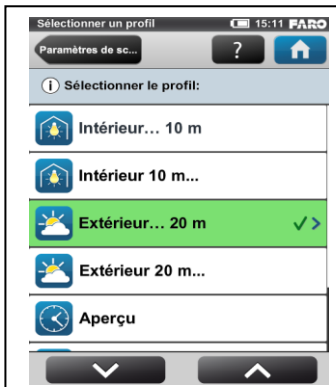 Sélectionner un profil 15:11 FARO
Paramètres de sc... ?
i Sélectionner le profil:
Intérieur... 10 m
Intérieur 10 m...
Extérieur... 20 m
Extérieur 20 m...
Aperçu